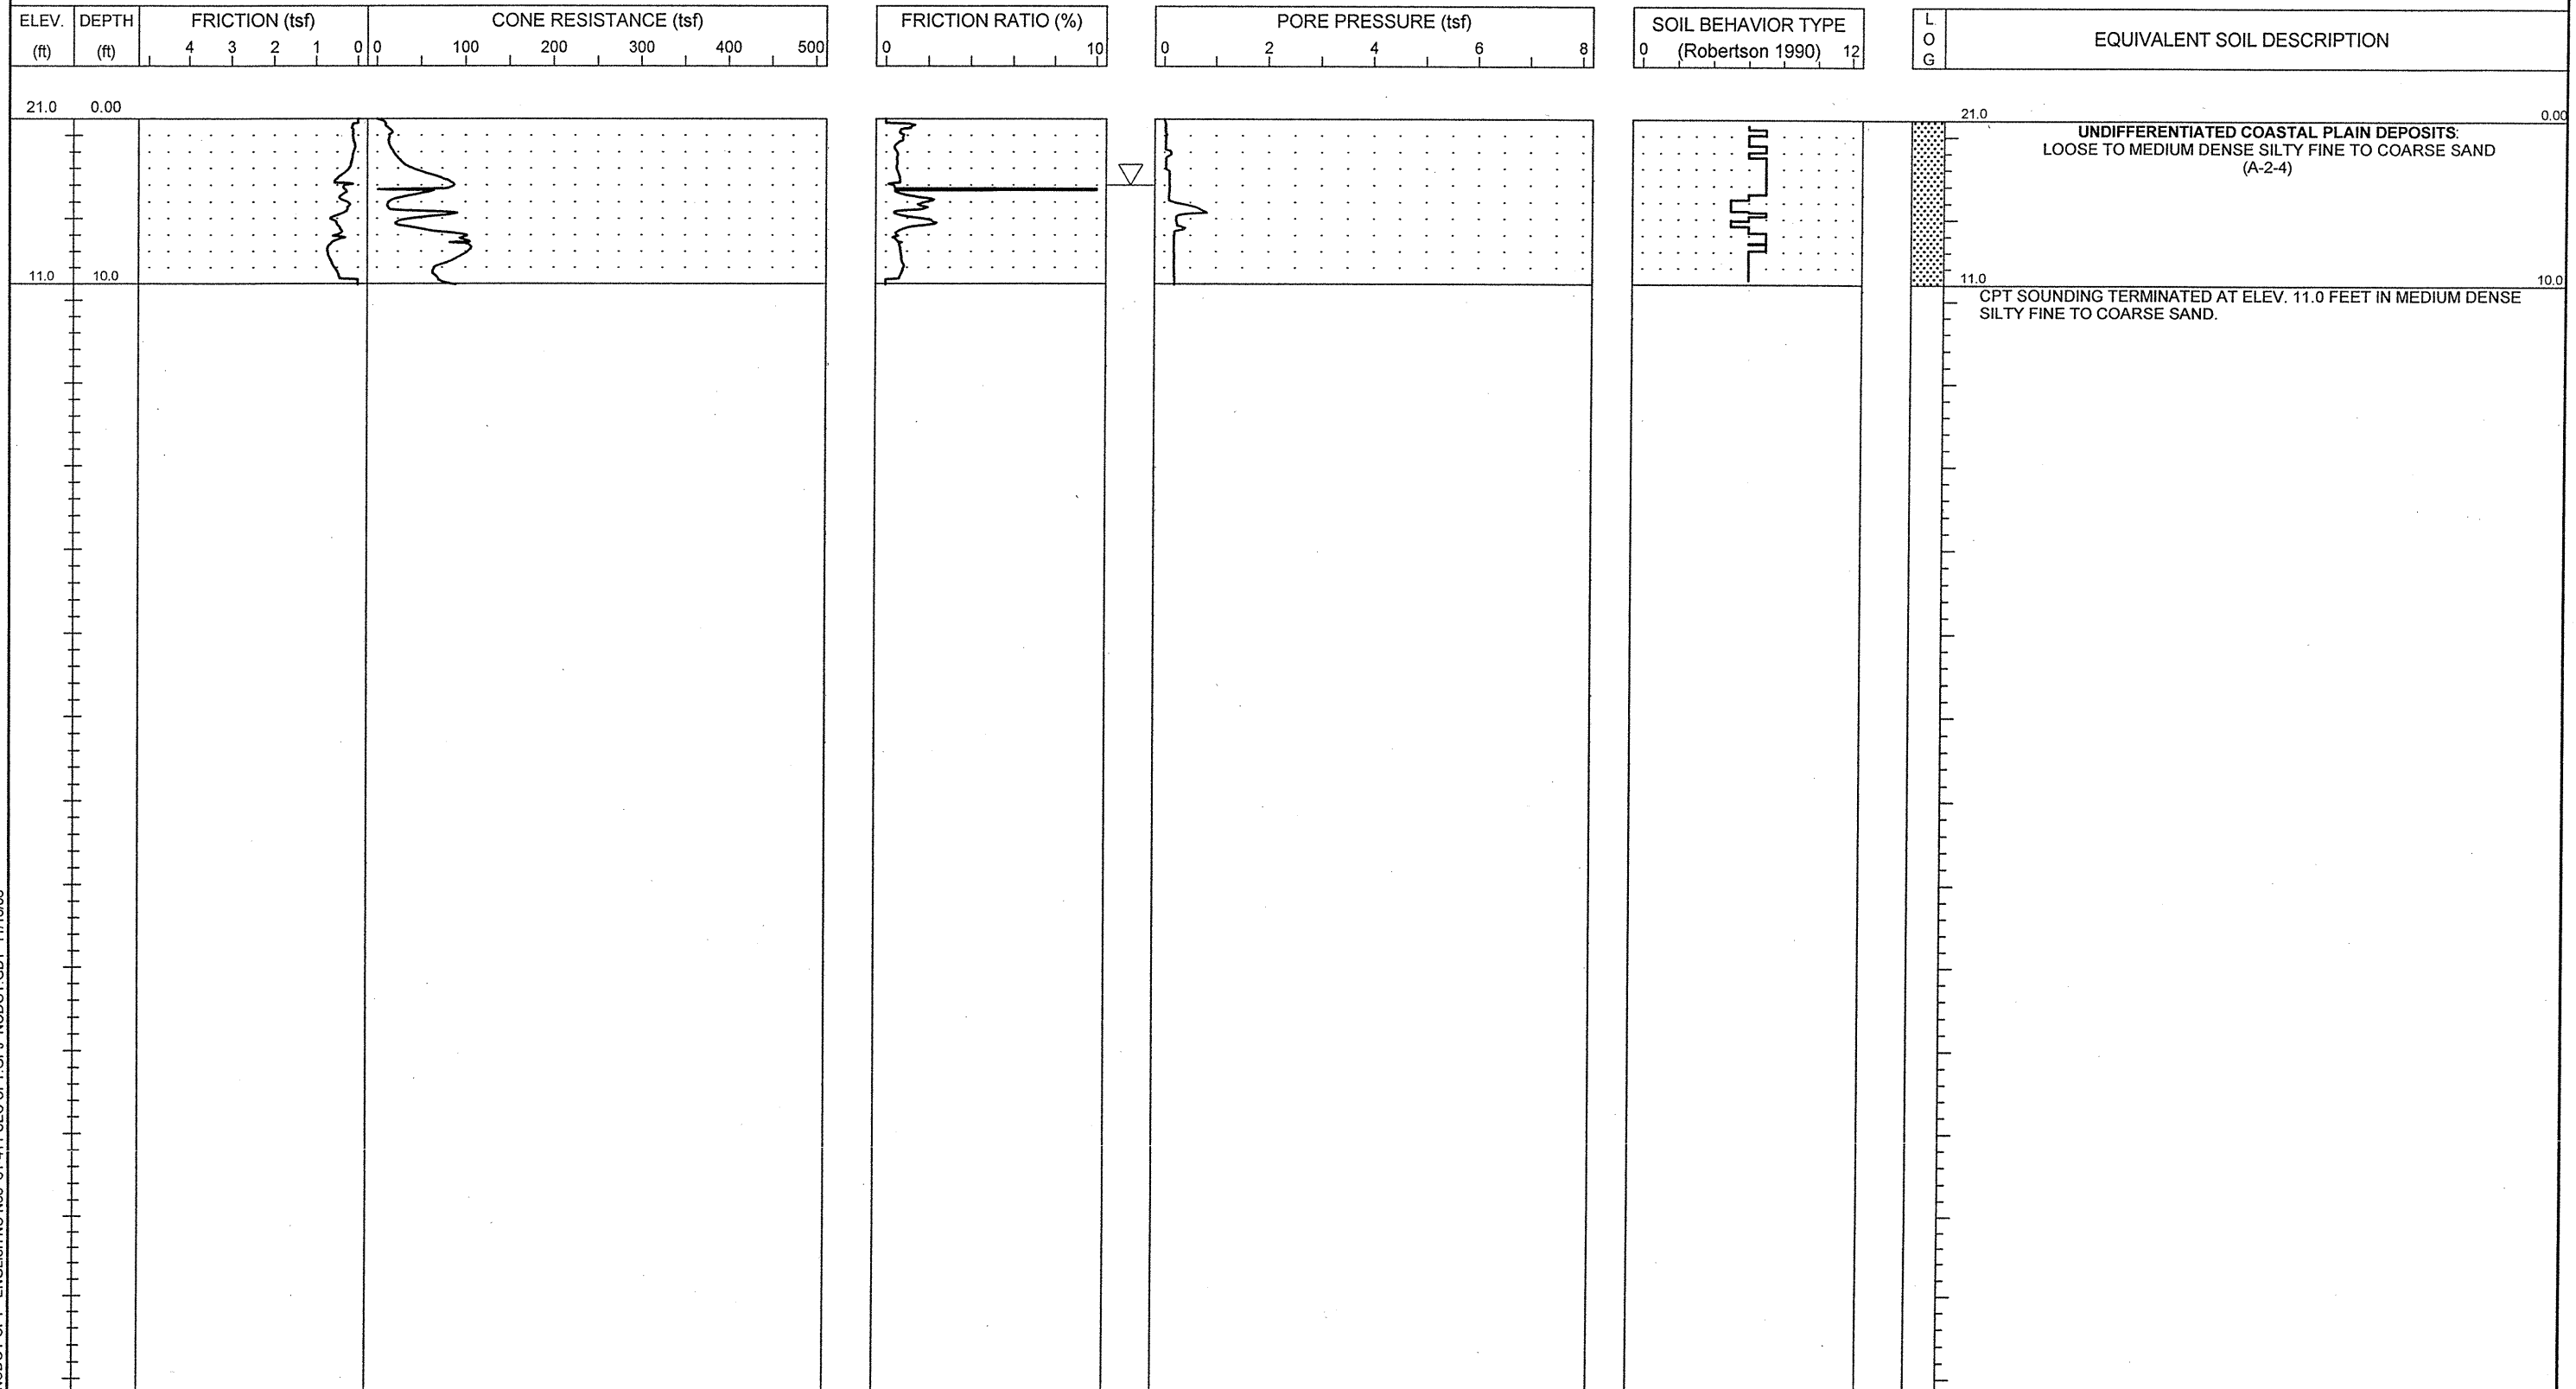 ELEV. DEPTH FRICTION (tsf) CONE RESISTANCE (tsf) FRICTION RATIO (%) PORE PRESSURE (tsf) SOIL BEHAVIOR TYPE L EQUIVALENT SOIL DESCRIPTION
(ft) (ft) 4 3 2 1 0 0 100 200 300 400 500 0 10 0 2 4 6 8 0 (Robertson 1990) 12 O
G
21.0 0.00 21.0 0.00
UNDIFFERENTIATED COASTAL PLAIN DEPOSITS:
LOOSE TO MEDIUM DENSE SILTY FINE TO COARSE SAND
(A-2-4)
11.0 10.0 11.0 10.0
CPT SOUNDING TERMINATED AT ELEV. 11.0 FEET IN MEDIUM DENSE
SILTY FINE TO COARSE SAND.